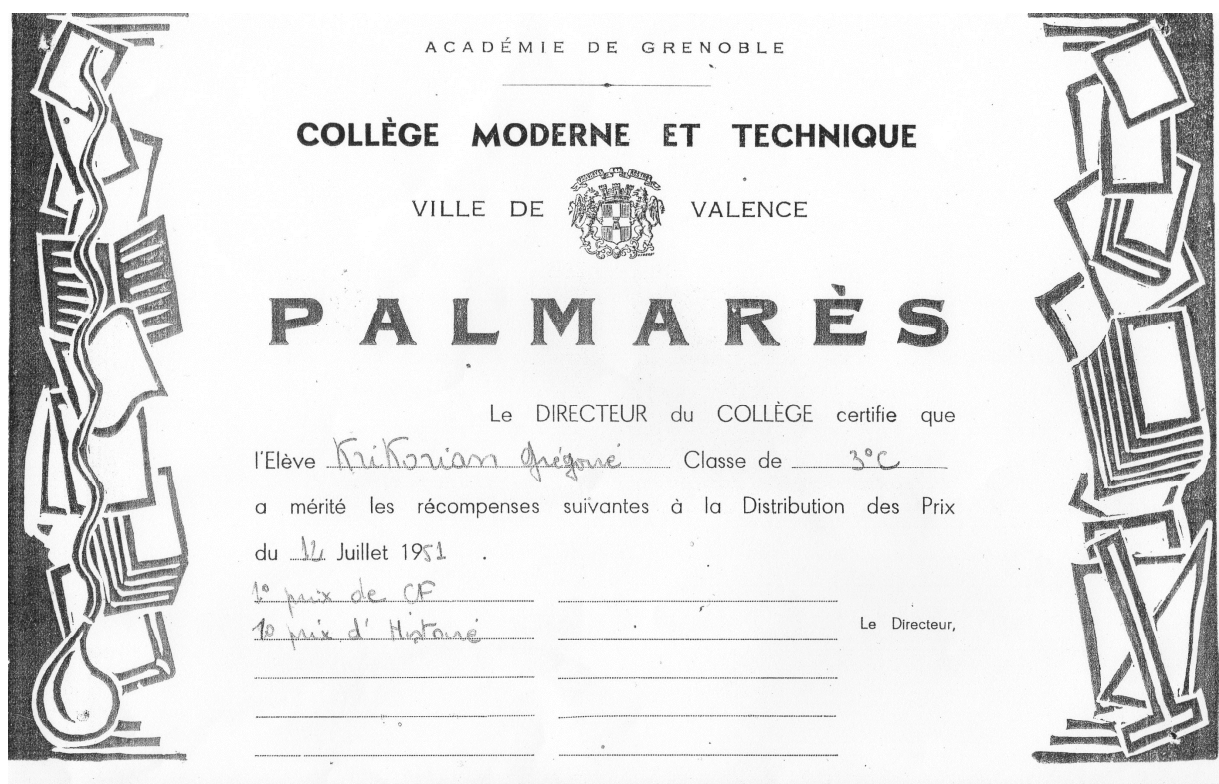 ACADÉMIE DE GRENOBLE
COLLÈGE MODERNE ET TECHNIQUE
VILLE DE VALENCE
PALMARÈS
Le DIRECTEUR du COLLÈGE certifie que
l'Elève Krikorian Grégoire Classe de 3°C
a mérité les récompenses suivantes à la Distribution des Prix
du 12 Juillet 1951 .
1° prix de CF
1° prix d'Histoire
Le Directeur,